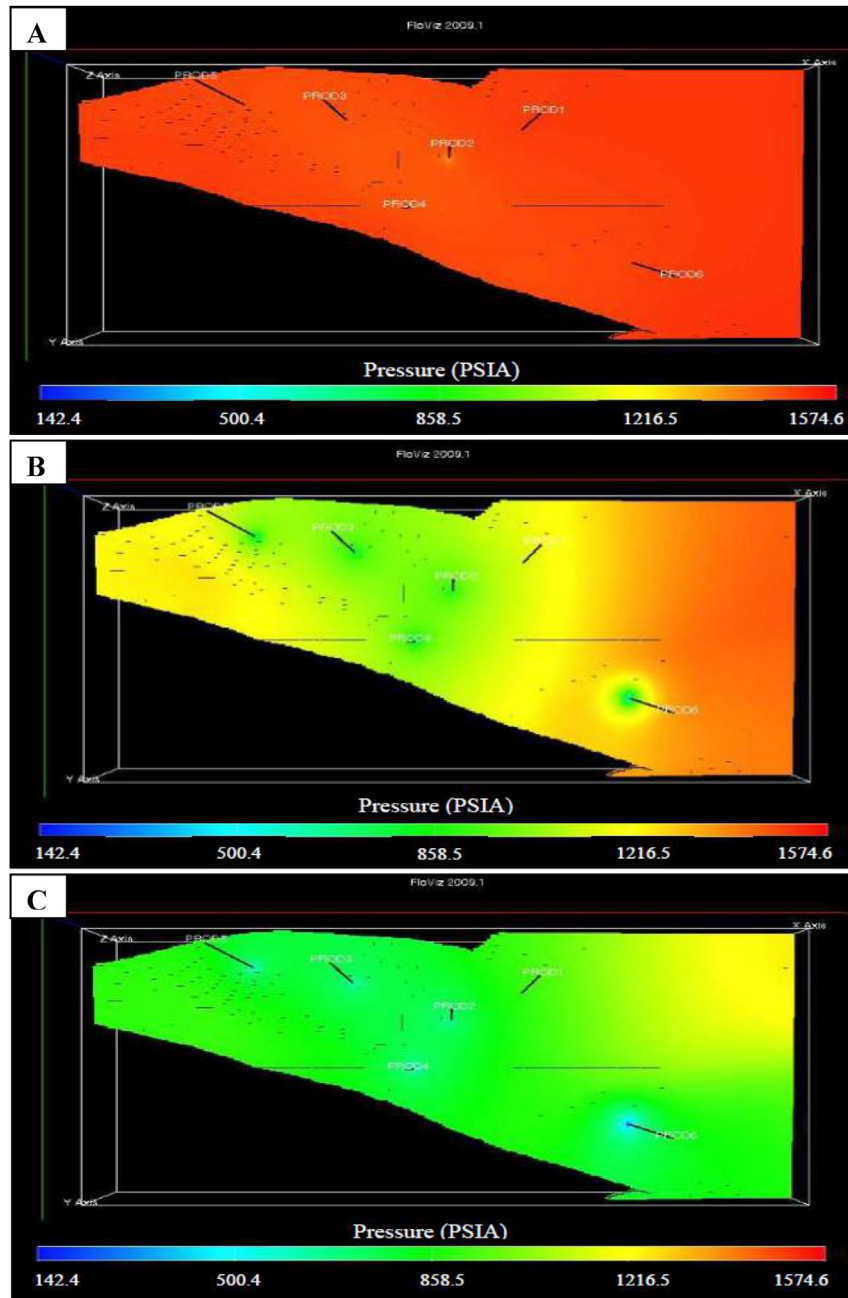 A
FloViz 2009.1
Z Axis
PROD5
X Axis
PROD3
PROD1
PROD2
PROD4
PROD6
Y Axis
Pressure (PSIA)
142.4 500.4 858.5 1216.5 1574.6
B
FloViz 2009.1
X Axis
Z Axis
PROD4
PROD6
Y Axis
Pressure (PSIA)
142.4 500.4 858.5 1216.5 1574.6
C
FloViz 2009.1
X Axis
Z Axis
PROD5
PROD3
PROD1
PROD2
PROD4
PROD6
Y Axis
Pressure (PSIA)
142.4 500.4 858.5 1216.5 1574.6